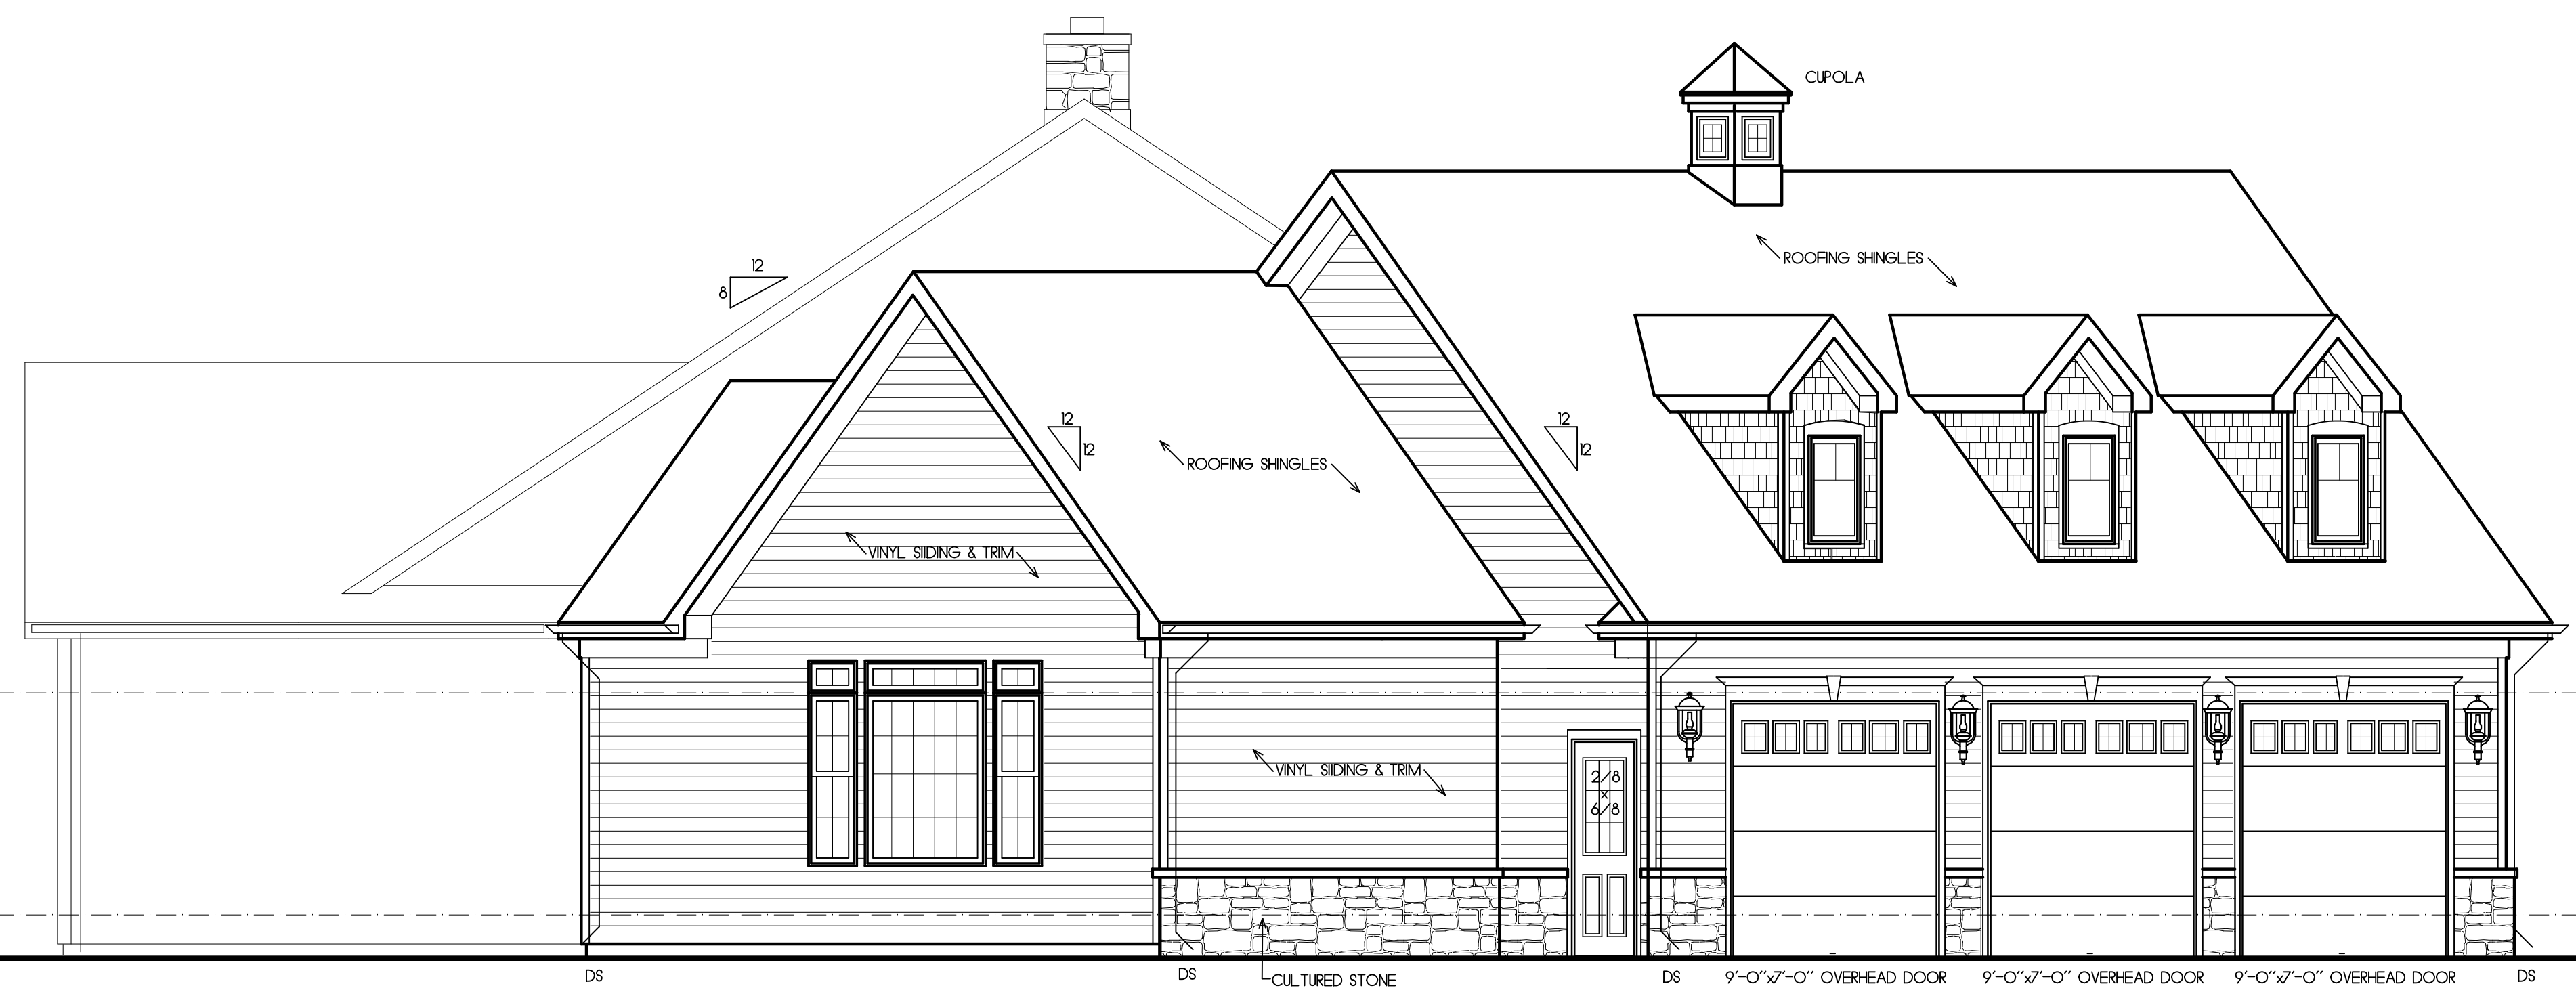 CUPOLA
ROOFING SHINGLES
12
8
12
12
12
12
ROOFING SHINGLES
VINYL SIIDING & TRIM
VINYL SIIDING & TRIM
2/8
x
6/8
DS
DS
CULTURED STONE
DS
9'-0"x7'-0" OVERHEAD DOOR
9'-0"x7'-0" OVERHEAD DOOR
9'-0"x7'-0" OVERHEAD DOOR
DS